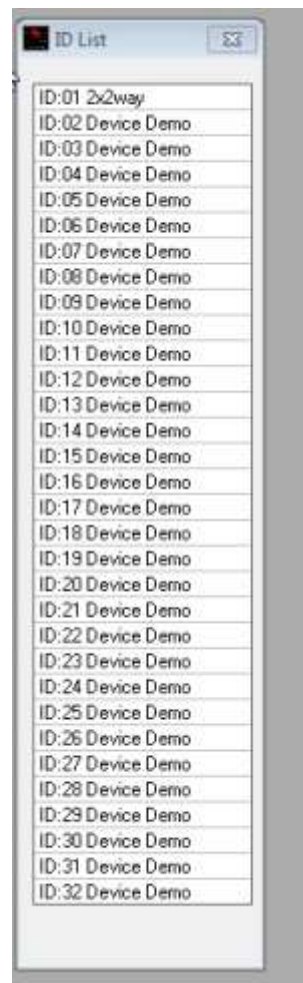 ID List
ID:01 2x2way
ID:02 Device Demo
ID:03 Device Demo
ID:04 Device Demo
ID:05 Device Demo
ID:06 Device Demo
ID:07 Device Demo
ID:08 Device Demo
ID:09 Device Demo
ID:10 Device Demo
ID:11 Device Demo
ID:12 Device Demo
ID:13 Device Demo
ID:14 Device Demo
ID:15 Device Demo
ID:16 Device Demo
ID:17 Device Demo
ID:18 Device Demo
ID:19 Device Demo
ID:20 Device Demo
ID:21 Device Demo
ID:22 Device Demo
ID:23 Device Demo
ID:24 Device Demo
ID:25 Device Demo
ID:26 Device Demo
ID:27 Device Demo
ID:28 Device Demo
ID:29 Device Demo
ID:30 Device Demo
ID:31 Device Demo
ID:32 Device Demo